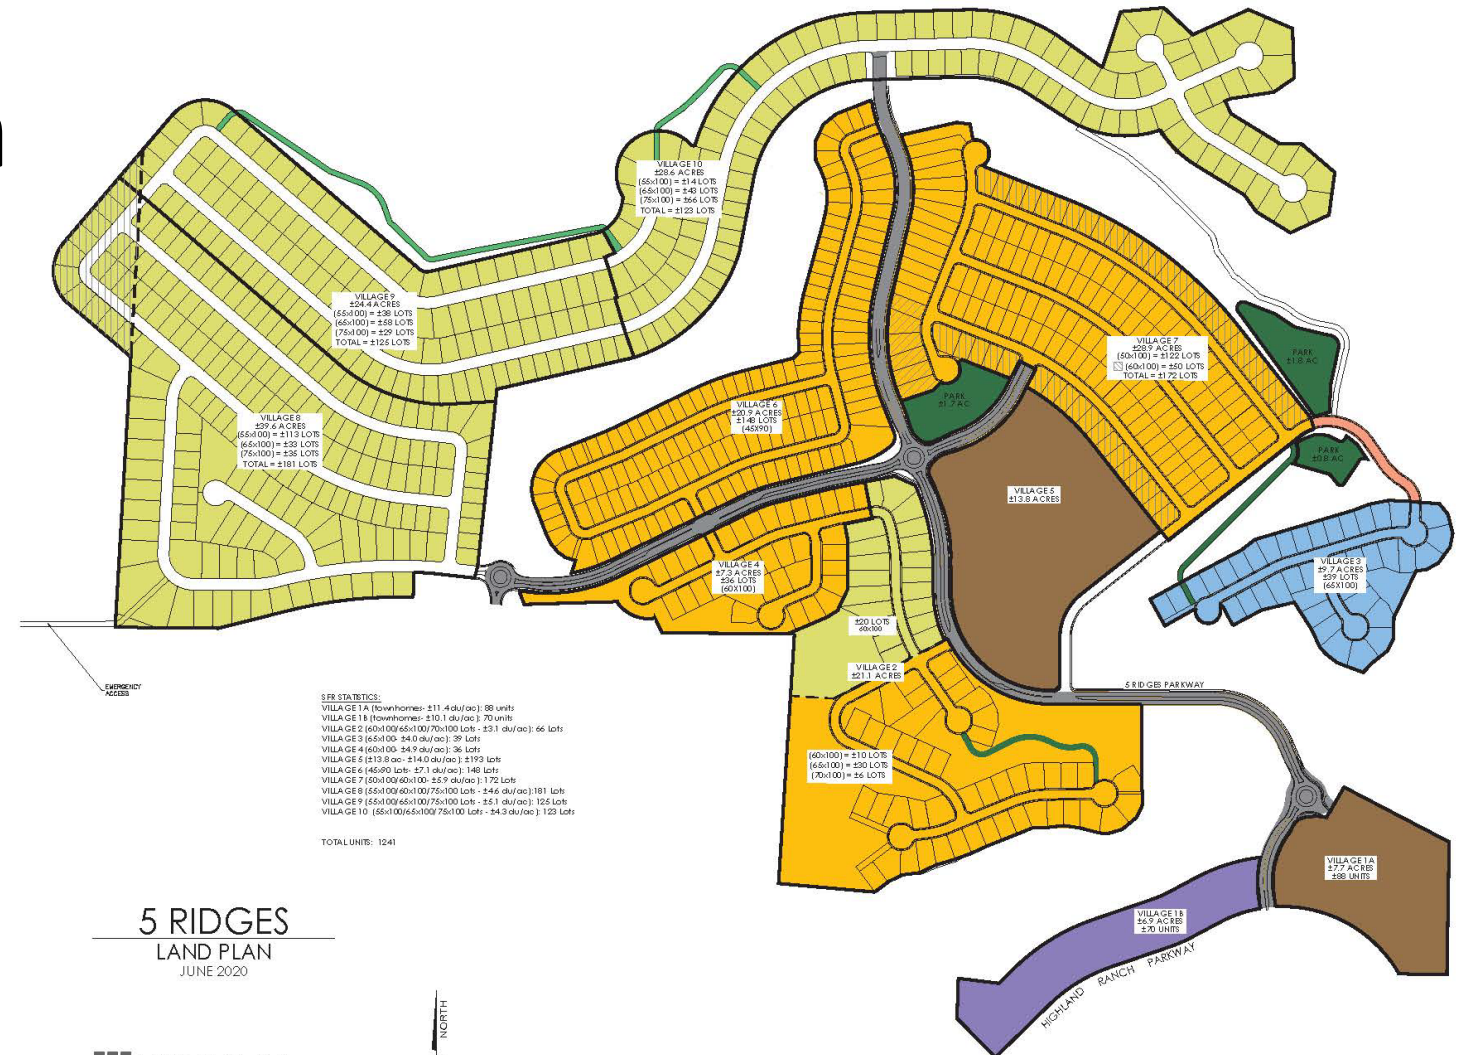 VILLAGE 10
±28.6 ACRES
(55x100) = ±14 LOTS
(65x100) = ±43 LOTS
(75x100) = ±66 LOTS
TOTAL = ±123 LOTS
VILLAGE 9
±24.4 ACRES
(55x100) = ±38 LOTS
(65x100) = ±58 LOTS
(75x100) = ±29 LOTS
TOTAL = ±125 LOTS
VILLAGE 7
±28.9 ACRES
(50x100) = ±122 LOTS
(60x100) = ±50 LOTS
TOTAL = ±172 LOTS
PARK
±1.8 AC
PARK
±1.7 AC
VILLAGE 6
±20.9 ACRES
±148 LOTS
(45X90)
VILLAGE 8
±39.6 ACRES
(55x100) = ±113 LOTS
(65x100) = ±33 LOTS
(75x100) = ±35 LOTS
TOTAL = ±181 LOTS
PARK
±0.8 AC
VILLAGE 5
±13.8 ACRES
VILLAGE 4
±7.3 ACRES
±36 LOTS
(60X100)
VILLAGE 3
±9.7 ACRES
±39 LOTS
(65X100)
±20 LOTS
60x100
VILLAGE 2
±21.1 ACRES
EMERGENCY
ACCESS
5 RIDGES PARKWAY
SFR STATISTICS:
VILLAGE 1A (townhomes- ±11.4 du/ac): 88 units
VILLAGE 1B (townhomes- ±10.1 du/ac): 70 units
VILLAGE 2 (60x100/65x100/70x100 Lots - ±3.1 du/ac): 66 Lots
VILLAGE 3 (65x100- ±4.0 du/ac): 39 Lots
VILLAGE 4 (60x100- ±4.9 du/ac): 36 Lots
VILLAGE 5 (±13.8 ac- ±14.0 du/ac): ±193 Lots
VILLAGE 6 (45x90 Lots- ±7.1 du/ac): 148 Lots
VILLAGE 7 (50x100/60x100- ±5.9 du/ac): 172 Lots
VILLAGE 8 (55x100/60x100/75x100 Lots - ±4.6 du/ac):181 Lots
VILLAGE 9 (55x100/65x100/75x100 Lots - ±5.1 du/ac): 125 Lots
VILLAGE 10 (55x100/65x100/75x100 Lots - ±4.3 du/ac): 123 Lots
TOTAL UNITS: 1241
(60x100) = ±10 LOTS
(65x100) = ±30 LOTS
(70x100) = ±6 LOTS
VILLAGE 1A
±7.7 ACRES
±88 UNITS
VILLAGE 1B
±6.9 ACRES
±70 UNITS
HIGHLAND RANCH PARKWAY
5 RIDGES
LAND PLAN
JUNE 2020
NORTH